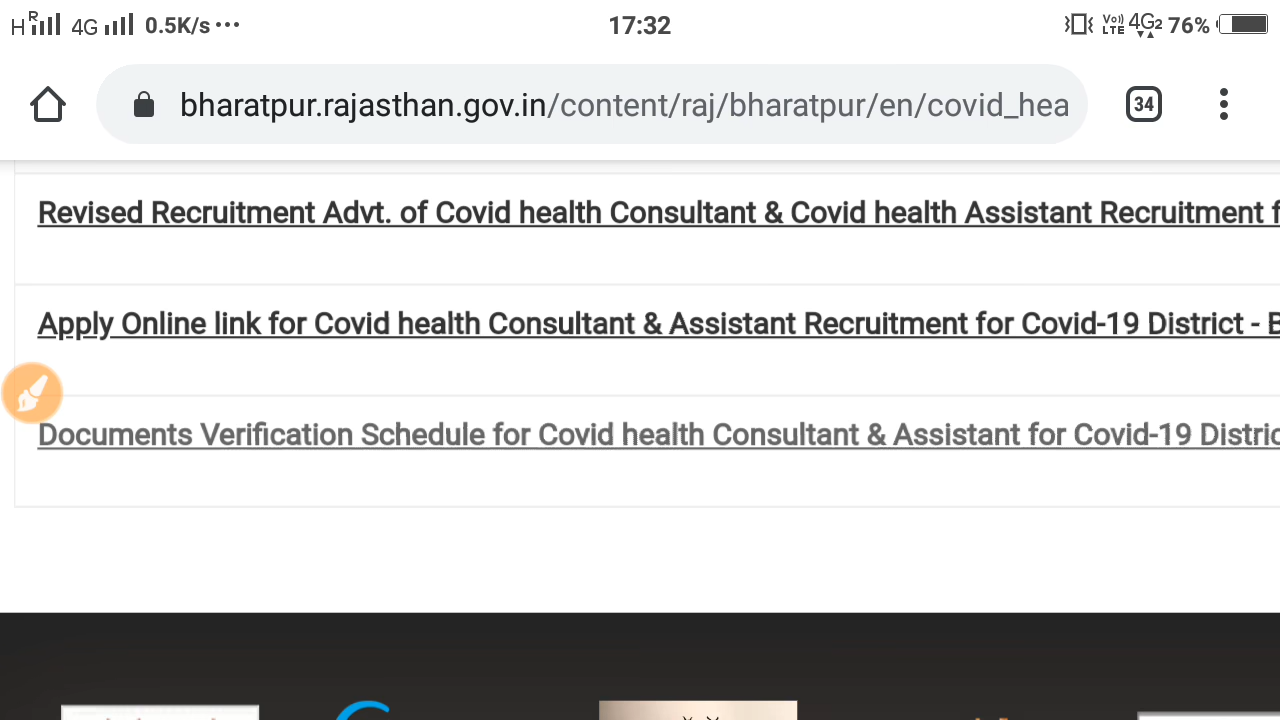 H R 4G 0.5K/s ... 17:32 Vo)) LTE 4G2 76%
bharatpur.rajasthan.gov.in/content/raj/bharatpur/en/covid_hea 34
Revised Recruitment Advt. of Covid health Consultant & Covid health Assistant Recruitment f
Apply Online link for Covid health Consultant & Assistant Recruitment for Covid-19 District - B
Documents Verification Schedule for Covid health Consultant & Assistant for Covid-19 Distric